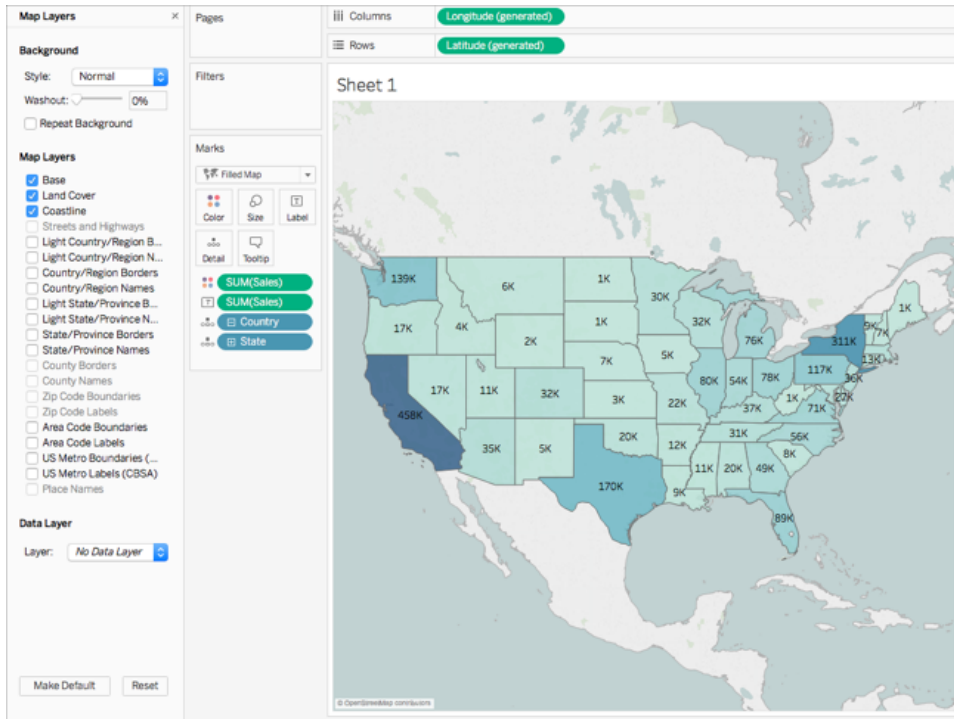 Map Layers ×
Background
Style: Normal
Washout: 0%
Repeat Background
Map Layers
Base
Land Cover
Coastline
Streets and Highways
Light Country/Region B...
Light Country/Region N...
Country/Region Borders
Country/Region Names
Light State/Province B...
Light State/Province N...
State/Province Borders
State/Province Names
County Borders
County Names
Zip Code Boundaries
Zip Code Labels
Area Code Boundaries
Area Code Labels
US Metro Boundaries (...
US Metro Labels (CBSA)
Place Names
Data Layer
Layer: No Data Layer
Make Default Reset
Pages
Filters
Marks
Filled Map
Color Size Label
Detail Tooltip
SUM(Sales)
SUM(Sales)
Country
State
Columns Longitude (generated)
Rows Latitude (generated)
Sheet 1
139K 6K 1K 30K 1K
17K 4K 1K 32K 76K 311K 9K 7K
2K 5K 13K
7K 117K
17K 11K 32K 3K 80K 54K 78K 1K 36K 27K
458K 22K 37K 71K
35K 5K 20K 12K 31K 56K
8K
170K 9K 11K 20K 49K
89K
© OpenStreetMap contributors